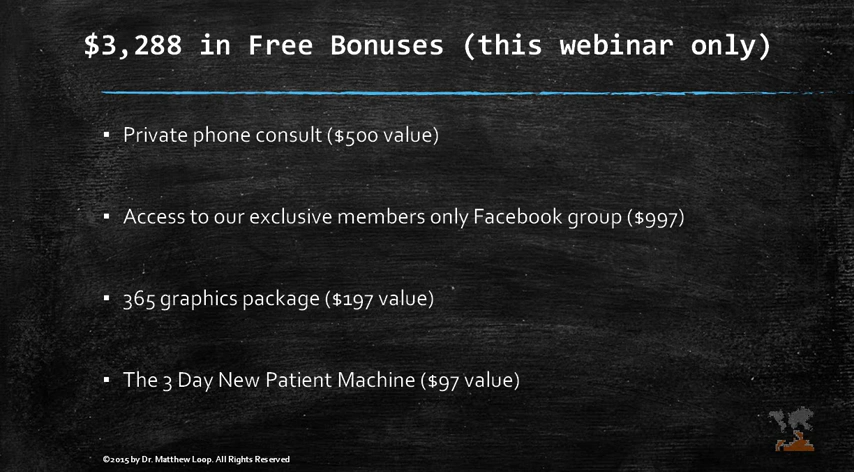 $3,288 in Free Bonuses (this webinar only)
▪ Private phone consult ($500 value)
▪ Access to our exclusive members only Facebook group ($997)
▪ 365 graphics package ($197 value)
▪ The 3 Day New Patient Machine ($97 value)
©2015 by Dr. Matthew Loop. All Rights Reserved